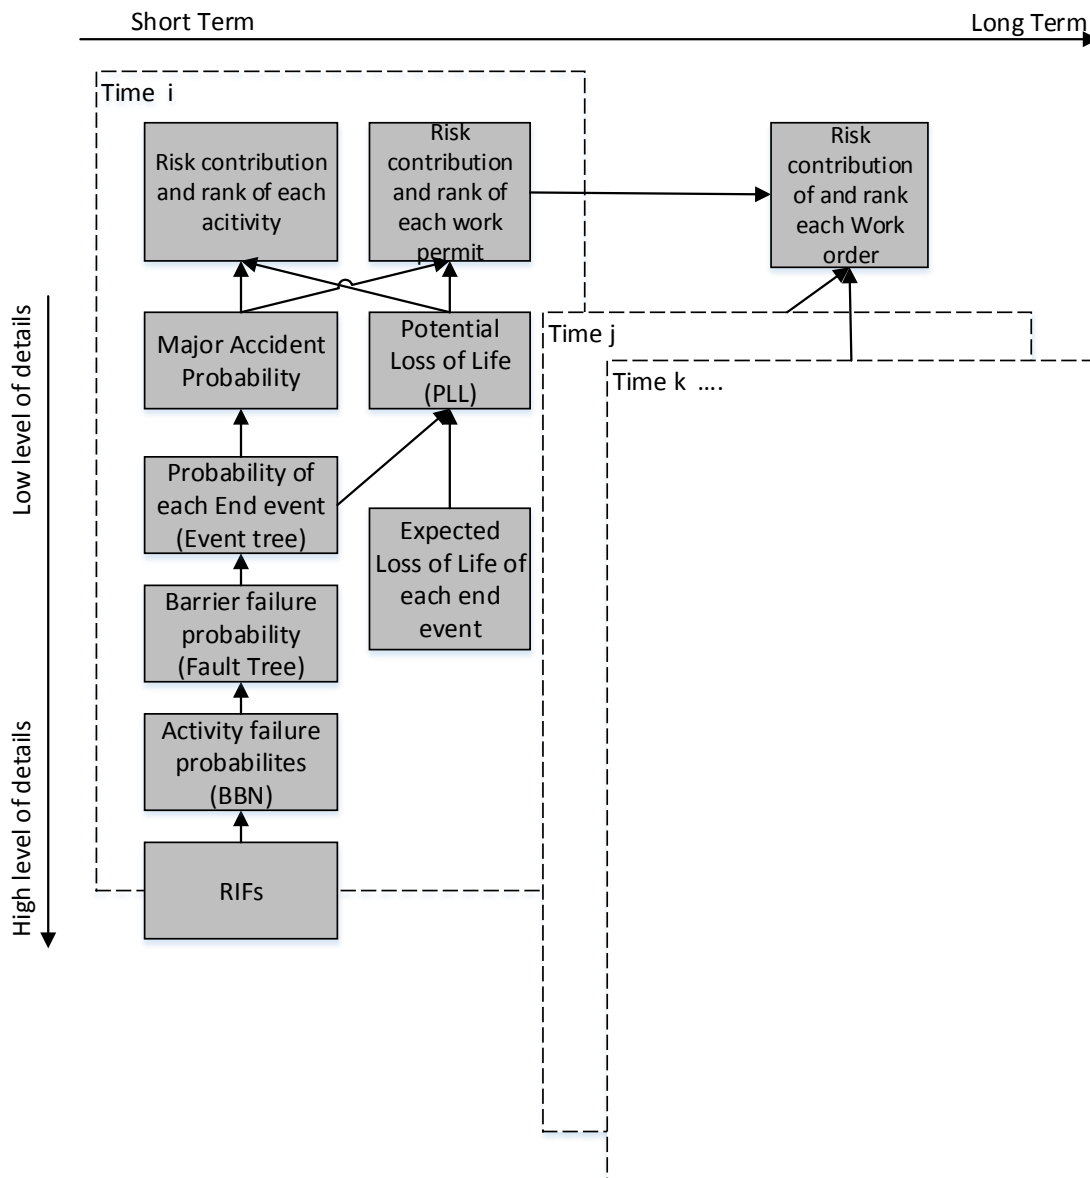 Short Term
Long Term
Time i
Risk contribution
and rank of each
acitivity
Risk
contribution
and rank of
each work
permit
Risk
contribution
of and rank
each Work
order
Low level of details
High level of details
Major Accident
Probability
Potential
Loss of Life
(PLL)
Time j
Time k ....
Probability of
each End event
(Event tree)
Expected
Loss of Life of
each end
event
Barrier failure
probability
(Fault Tree)
Activity failure
probabilites
(BBN)
RIFs